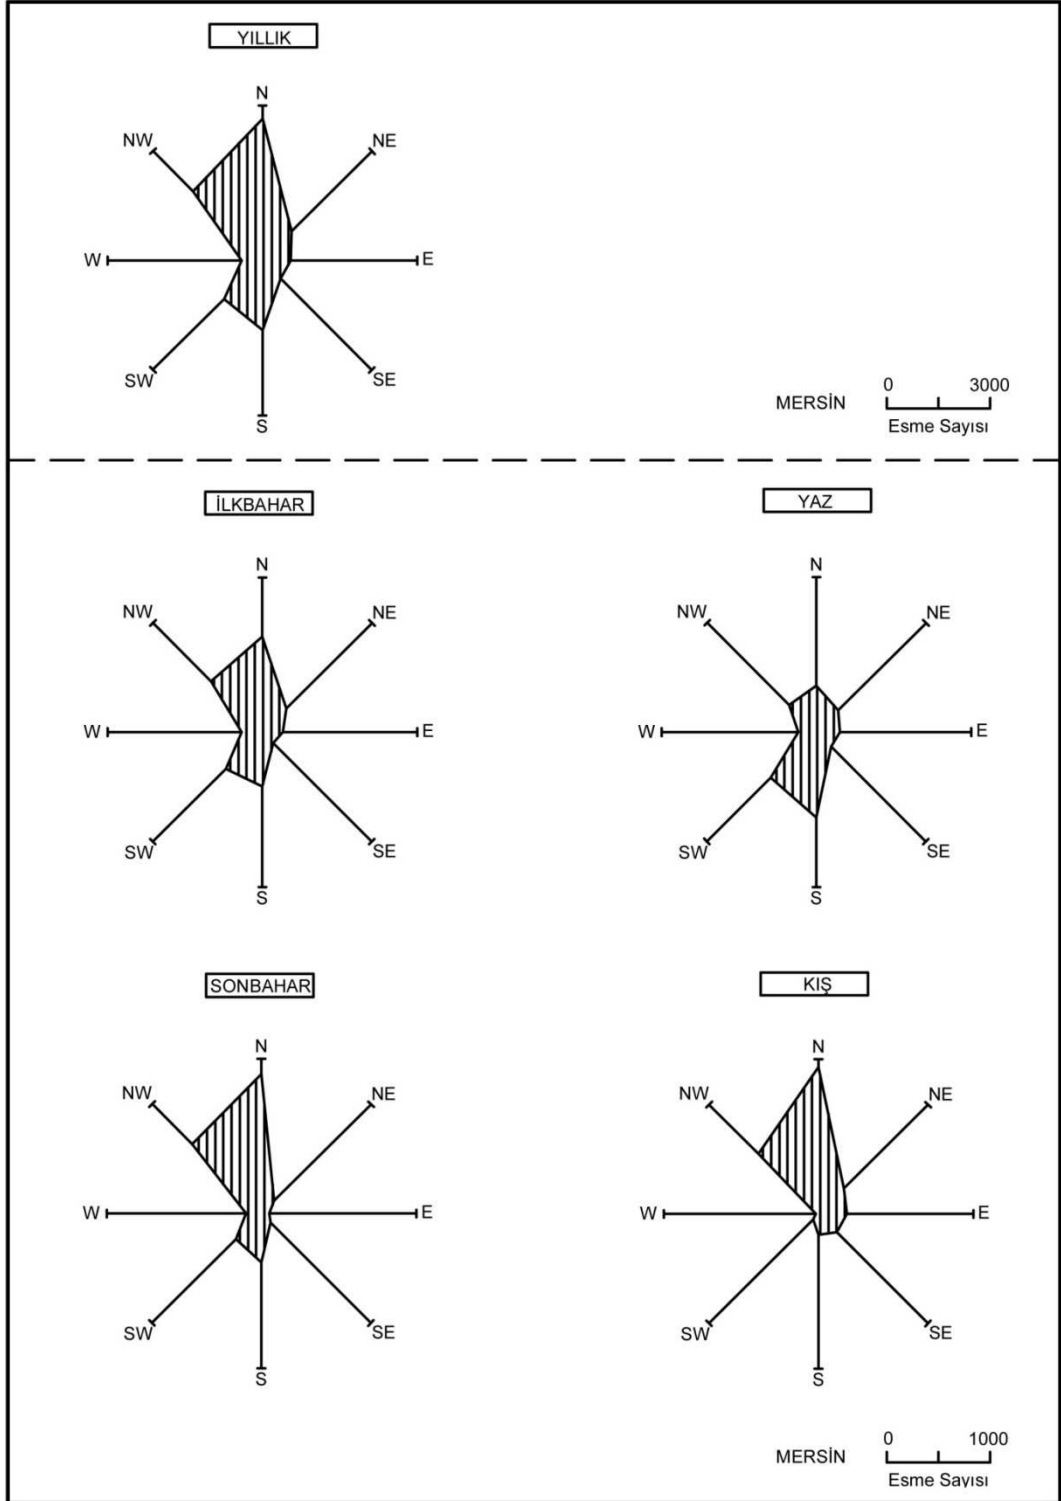 YILLIK
N
NW
NE
W
E
SW
SE
S
MERSİN
0 3000
Esme Sayısı
İLKBAHAR
N
NW
NE
W
E
SW
SE
S
YAZ
N
NW
NE
W
E
SW
SE
S
SONBAHAR
N
NW
NE
W
E
SW
SE
S
KIŞ
N
NW
NE
W
E
SW
SE
S
MERSİN
0 1000
Esme Sayısı